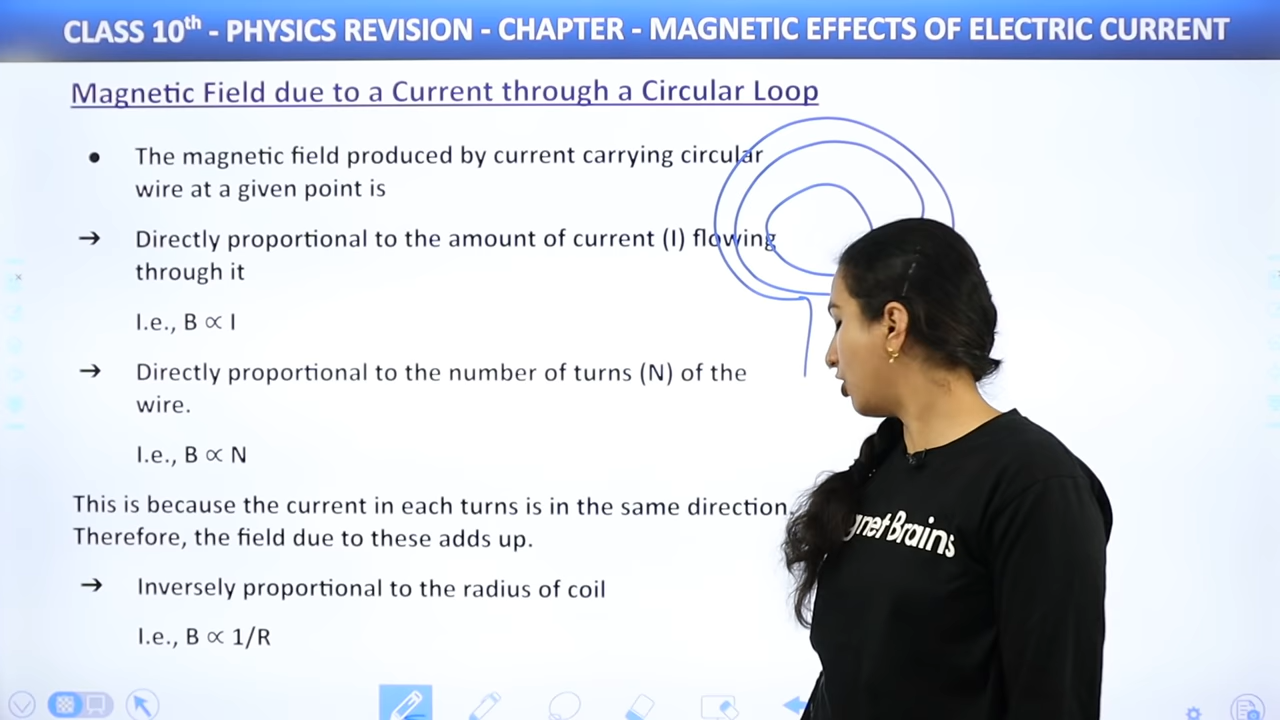 CLASS 10th - PHYSICS REVISION - CHAPTER - MAGNETIC EFFECTS OF ELECTRIC CURRENT
Magnetic Field due to a Current through a Circular Loop
● The magnetic field produced by current carrying circular
wire at a given point is
→ Directly proportional to the amount of current (I) flowing
through it
I.e., B ∝ I
→ Directly proportional to the number of turns (N) of the
wire.
I.e., B ∝ N
This is because the current in each turns is in the same direction.
Therefore, the field due to these adds up.
→ Inversely proportional to the radius of coil
I.e., B ∝ 1/R
gnet Brains